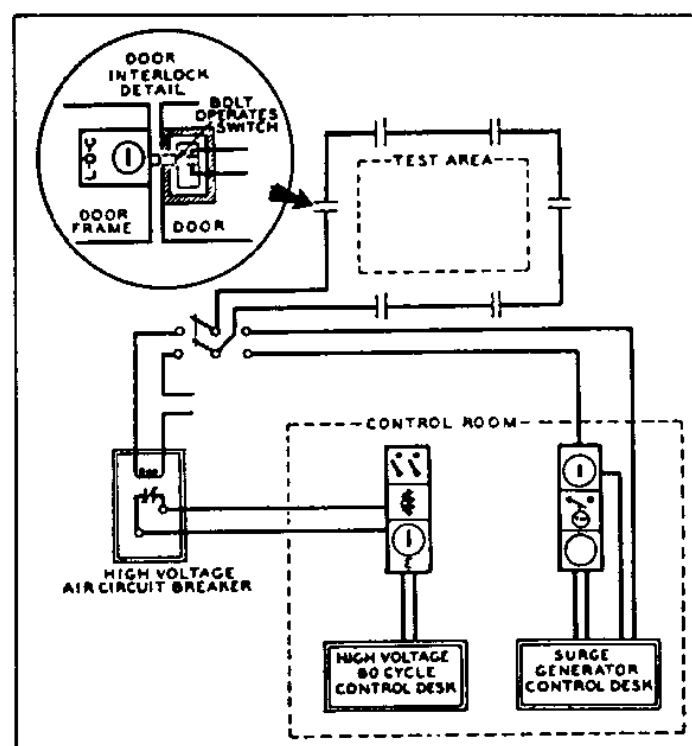 DOOR
INTERLOCK
DETAIL
BOLT
OPERATES
SWITCH
DOOR
FRAME
DOOR
TEST AREA
CONTROL ROOM
HIGH VOLTAGE
AIR CIRCUIT BREAKER
HIGH VOLTAGE
60 CYCLE
CONTROL DESK
SURGE
GENERATOR
CONTROL DESK